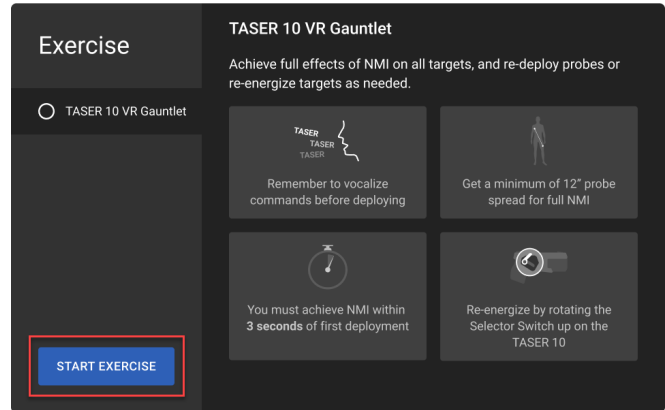 Exercise
TASER 10 VR Gauntlet
START EXERCISE
TASER 10 VR Gauntlet
Achieve full effects of NMI on all targets, and re-deploy probes or
re-energize targets as needed.
TASER
TASER
TASER
Remember to vocalize
commands before deploying
Get a minimum of 12" probe
spread for full NMI
You must achieve NMI within
3 seconds of first deployment
Re-energize by rotating the
Selector Switch up on the
TASER 10